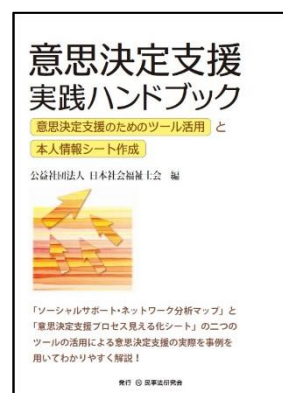 意思決定支援
実践ハンドブック
意思決定支援のためのツール活用 と
本人情報シート作成
公益社団法人 日本社会福祉士会 編
「ソーシャルサポート・ネットワーク分析マップ」と
「意思決定支援プロセス見える化シート」の二つの
ツールの活用による意思決定支援の実際を事例を
用いてわかりやすく解説！
発行 民事法研究会